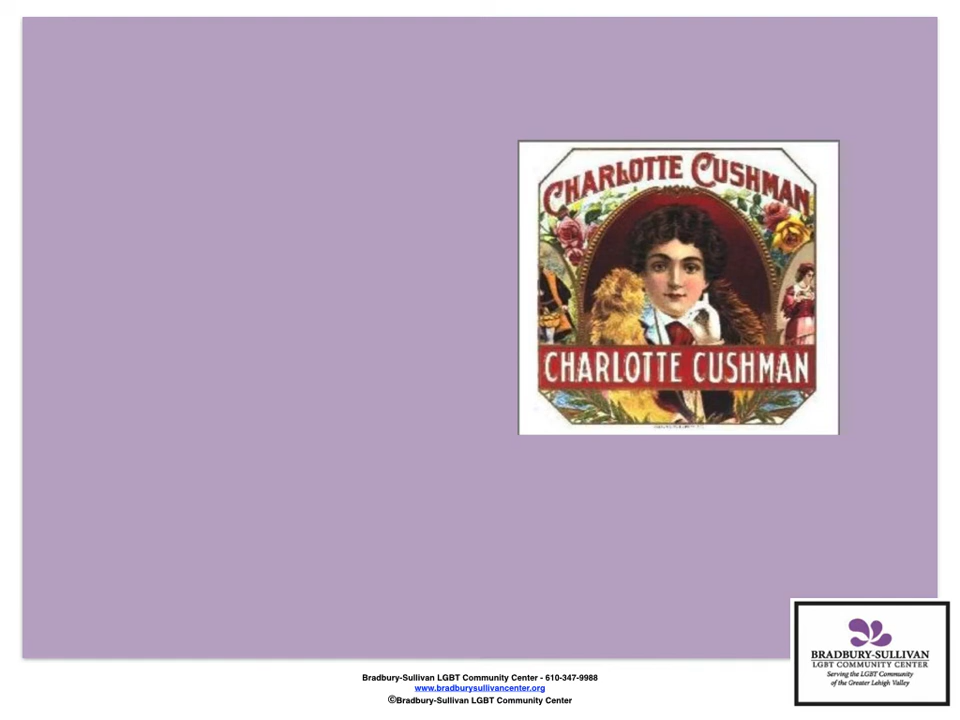 CHARLOTTE CUSHMAN
CHARLOTTE CUSHMAN
BRADBURY-SULLIVAN
LGBT COMMUNITY CENTER
Serving the LGBT Community
of the Greater Lehigh Valley
Bradbury-Sullivan LGBT Community Center - 610-347-9988
www.bradburysullivancenter.org
©Bradbury-Sullivan LGBT Community Center